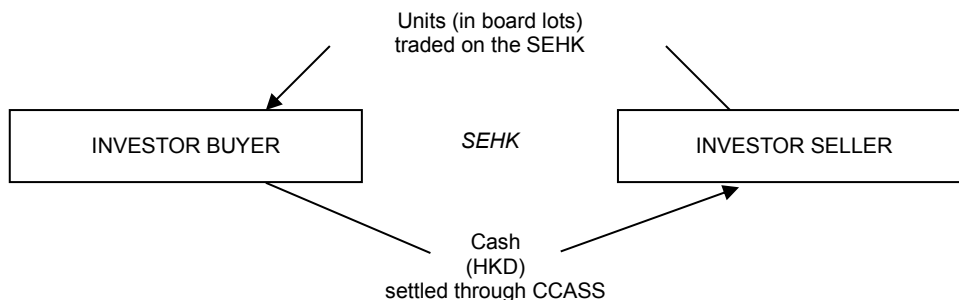 Units (in board lots)
traded on the SEHK
INVESTOR BUYER
SEHK
INVESTOR SELLER
Cash
(HKD)
settled through CCASS